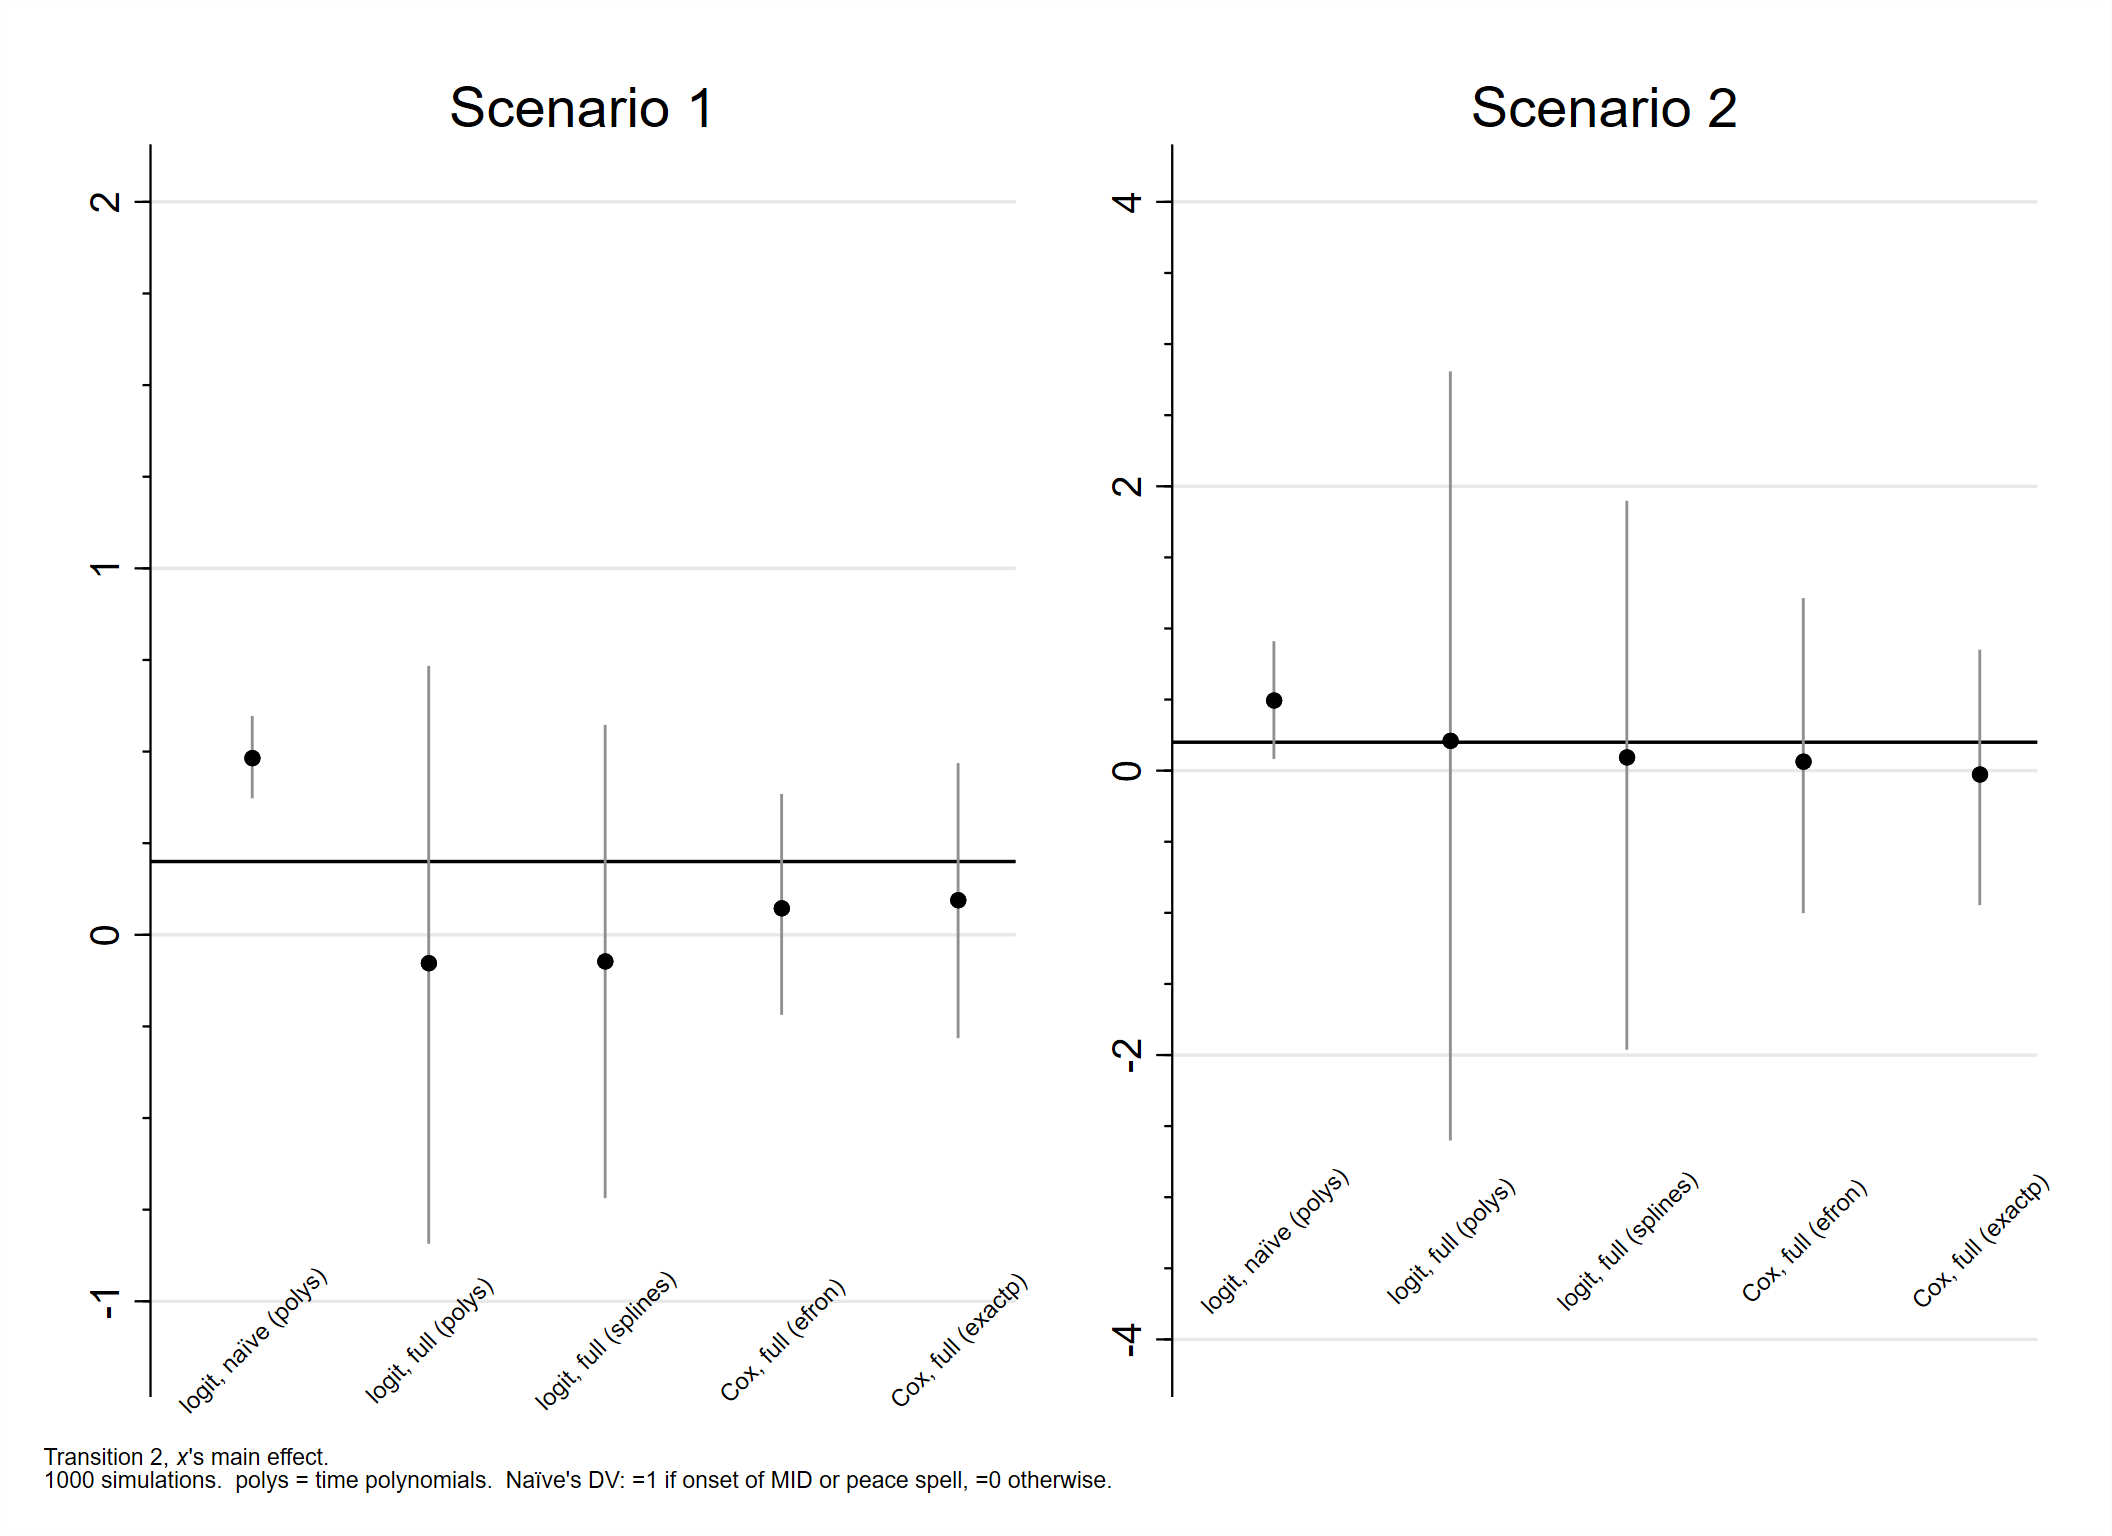 Scenario 1
2
1
0
-1
logit, naïve (polys)
logit, full (polys)
logit, full (splines)
Cox, full (efron)
Cox, full (exactp)
Scenario 2
4
2
0
-2
-4
logit, naïve (polys)
logit, full (polys)
logit, full (splines)
Cox, full (efron)
Cox, full (exactp)
Transition 2, x's main effect.
1000 simulations.  polys = time polynomials.  Naïve's DV: =1 if onset of MID or peace spell, =0 otherwise.